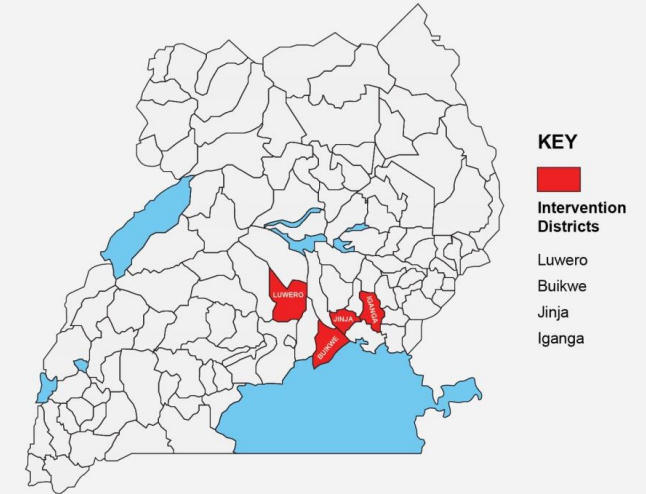 KEY
Intervention
Districts
Luwero
Buikwe
Jinja
Iganga
LUWERO
JINJA
IGANGA
BUIKWE